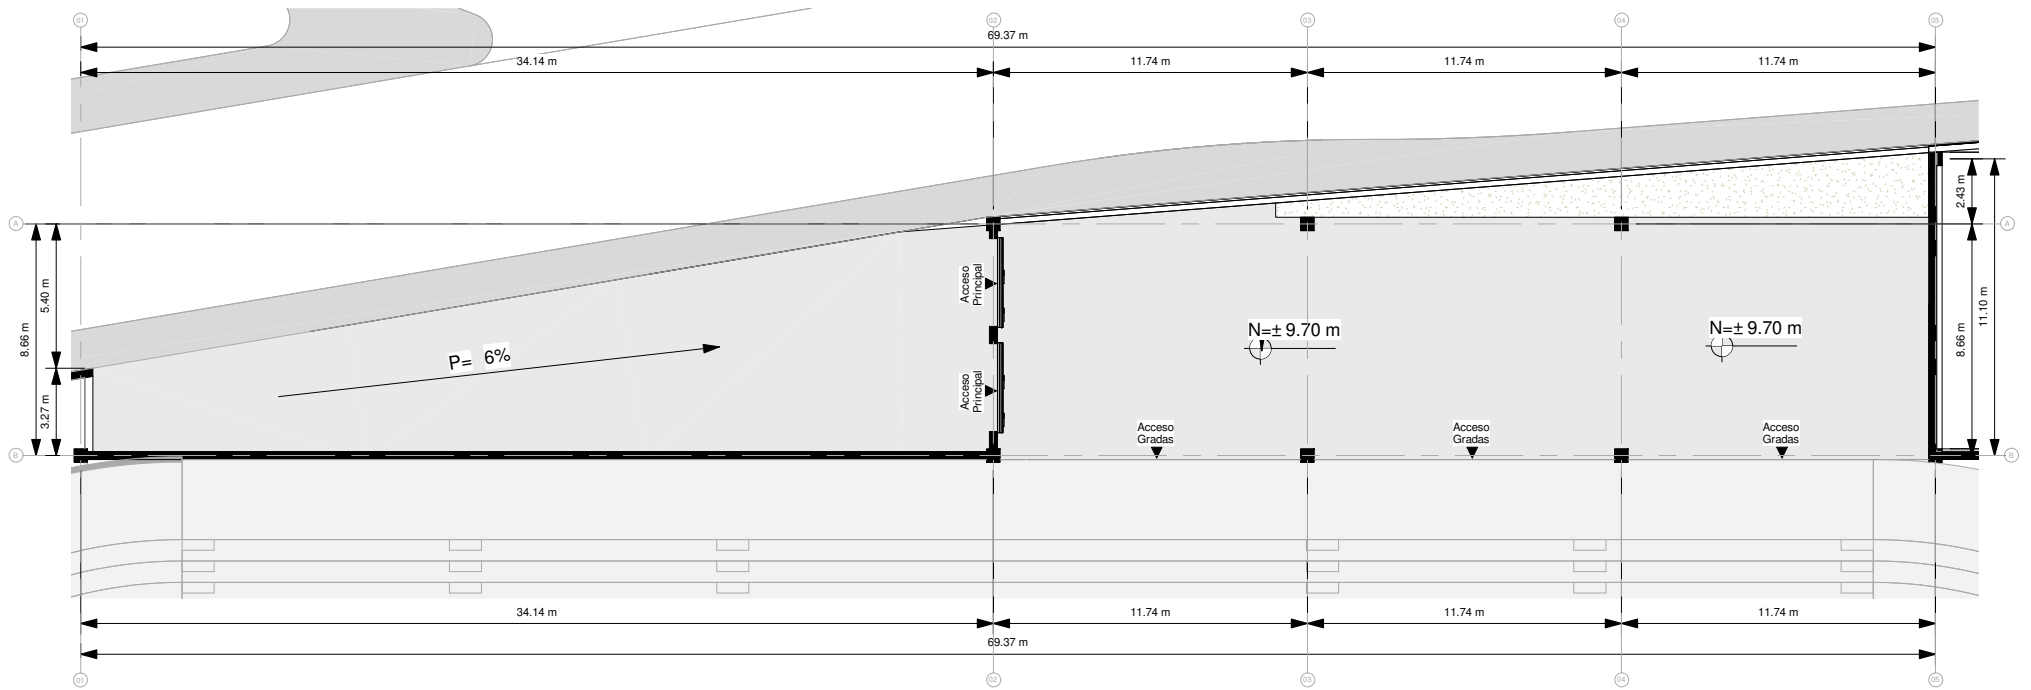 01
02
03
04
05
69.37 m
34.14 m
11.74 m
11.74 m
11.74 m
A
A
2.43 m
5.40 m
8.66 m
3.27 m
11.10 m
8.66 m
Acceso
Principal
N=± 9.70 m
N=± 9.70 m
P= 6%
Acceso
Principal
Acceso
Gradas
Acceso
Gradas
Acceso
Gradas
B
B
34.14 m
11.74 m
11.74 m
11.74 m
69.37 m
01
02
03
04
05